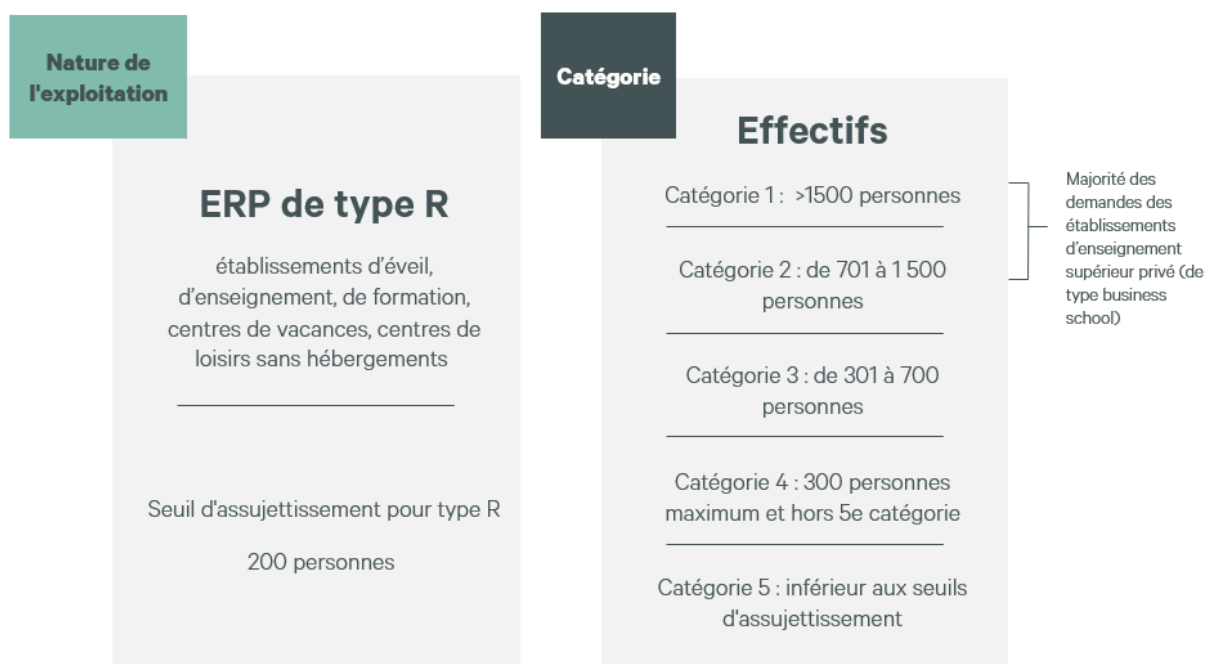 Nature de
l'exploitation
ERP de type R
établissements d’éveil,
d’enseignement, de formation,
centres de vacances, centres de
loisirs sans hébergements
Seuil d'assujettissement pour type R
200 personnes
Catégorie
Effectifs
Catégorie 1 :  >1500 personnes
Catégorie 2 : de 701 à 1 500
personnes
Catégorie 3 : de 301 à 700
personnes
Catégorie 4 : 300 personnes
maximum et hors 5e catégorie
Catégorie 5 : inférieur aux seuils
d'assujettissement
Majorité des
demandes des
établissements
d’enseignement
supérieur privé (de
type business
school)